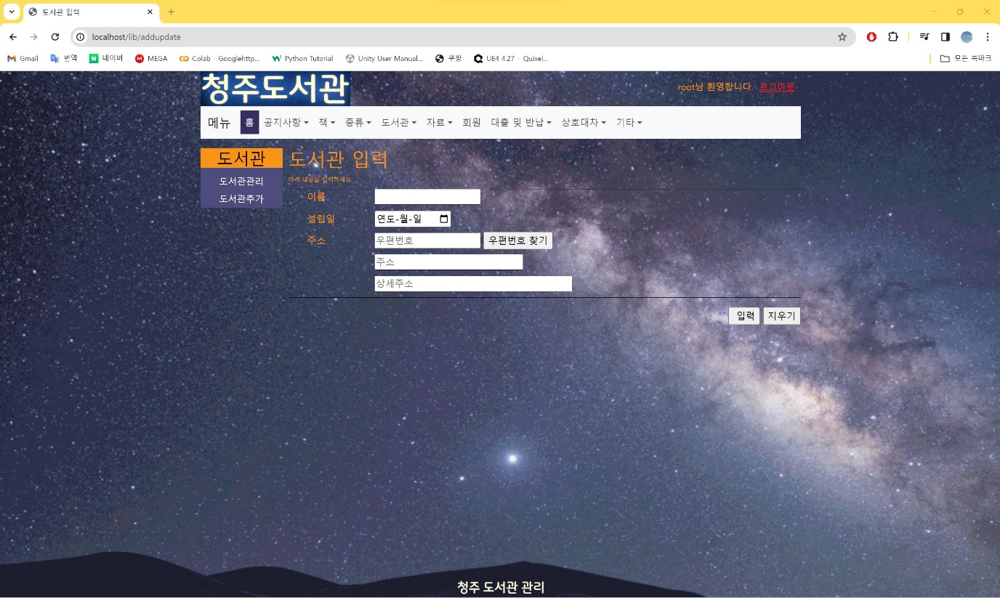 도서관 입력
localhost/lib/addupdate
Gmail 번역 네이버 MEGA Colab - Googlehttp... Python Tutorial Unity User Manual... 쿠팡 UE4 4.27 – Quixel... 모든 북마크
청주도서관
root님 환영합니다. 로그아웃
메뉴 홈 공지사항 책 종류 도서관 자료 회원 대출 및 반납 상호대차 기타
도서관
도서관관리
도서관추가
도서관 입력
아래 내용을 입력하세요.
이름
설립일 연도-월-일
주소 우편번호 우편번호 찾기
주소
상세주소
입력 지우기
청주 도서관 관리